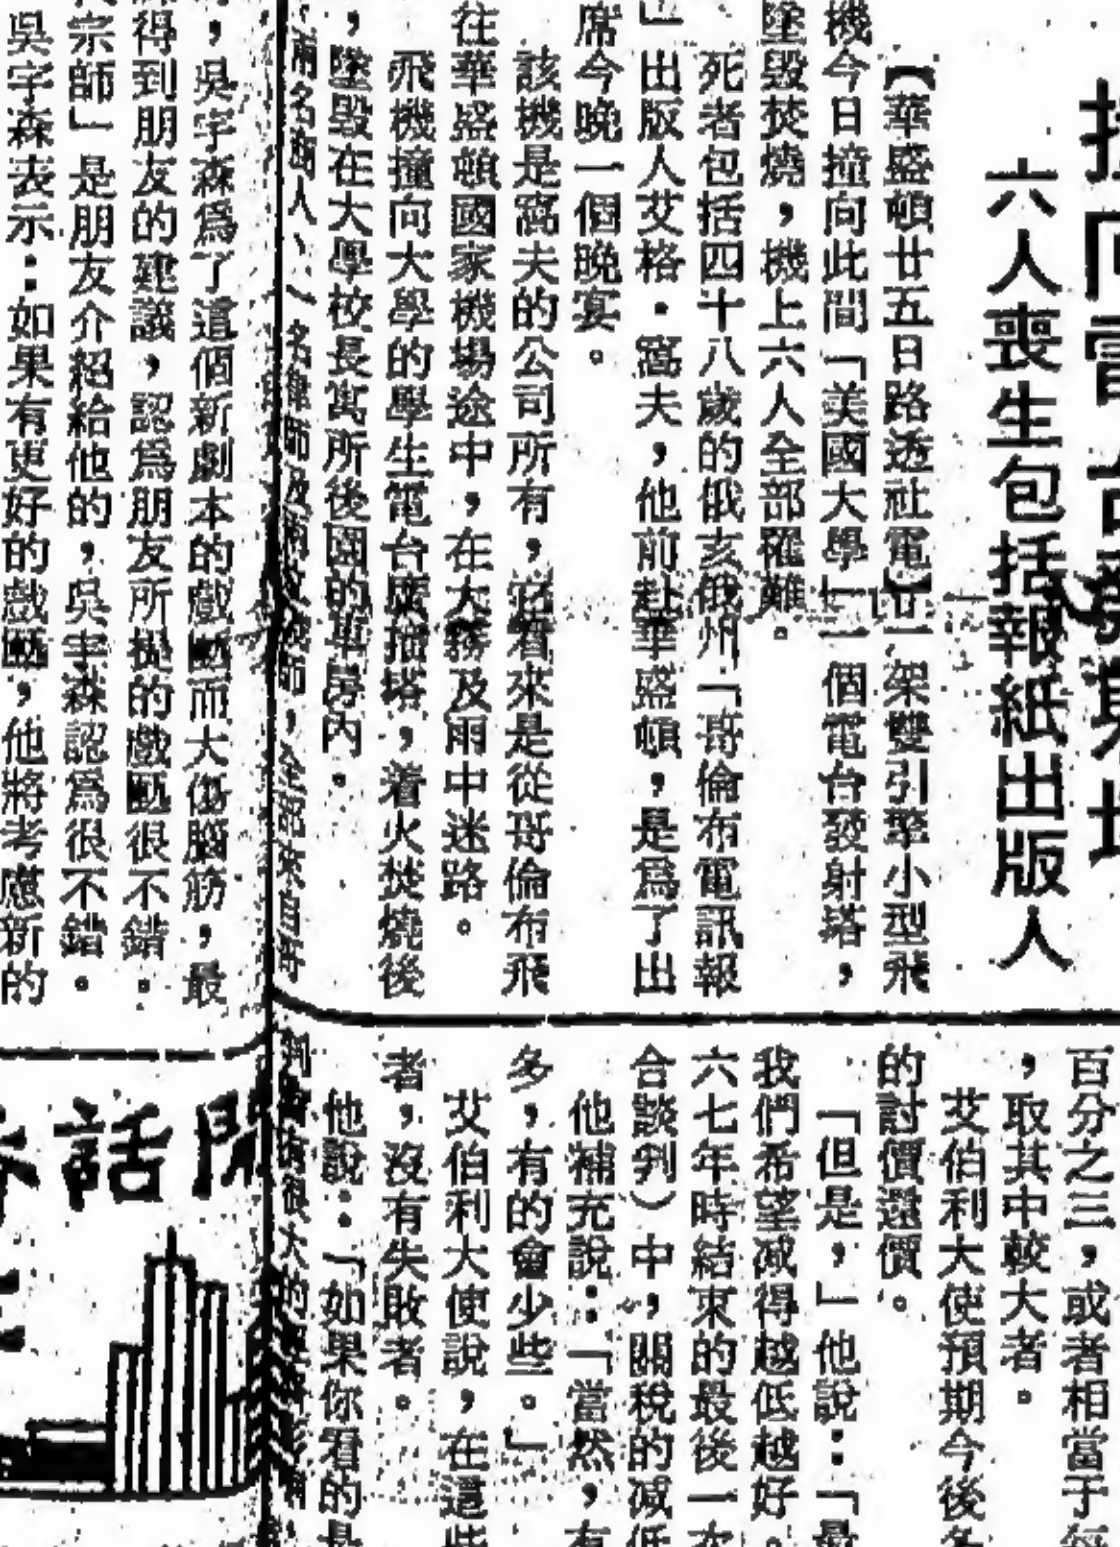 六人喪生包括報紙出版人
【華盛頓廿五日路透社電】一架雙引擎小型飛
機今日撞向此間「美國大學」一個電台發射塔，
墜毀焚燒，機上六人全部罹難。
死者包括四十八歲的俄亥俄州「哥倫布電訊報
」出版人艾格·窩夫，他前赴華盛頓，是爲了出
席今晚一個晚宴。
該機是窩夫的公司所有，看來是從哥倫布飛
往華盛頓國家機場途中，在大霧及雨中迷路。
飛機撞向大學的學生電台廣播塔，着火焚燒後
，墜毀在大學校長寓所後園的車房內。
全部來自哥
百分之三，或者相當于
，取其中較大者。
艾伯利大使預期今後
的討價還價。
「但是，」他說：「最
我們希望减得越低越好。
六七年時結束的最後一次
合談判）中，關稅的减低
他補充說：「當然，有
多，有的會少些。」
艾伯利大使說，在這些
者，沒有失敗者。
他說：「如果你看的是
，吳宇森爲了這個新劇本的戲匭而大傷腦筋，最
得到朋友的建議，認爲朋友所提的戲匭很不錯。
宗師」是朋友介紹給他的，吳宇森認爲很不錯。
吳宇森表示：如果有更好的戲匭，他將考慮新的
話